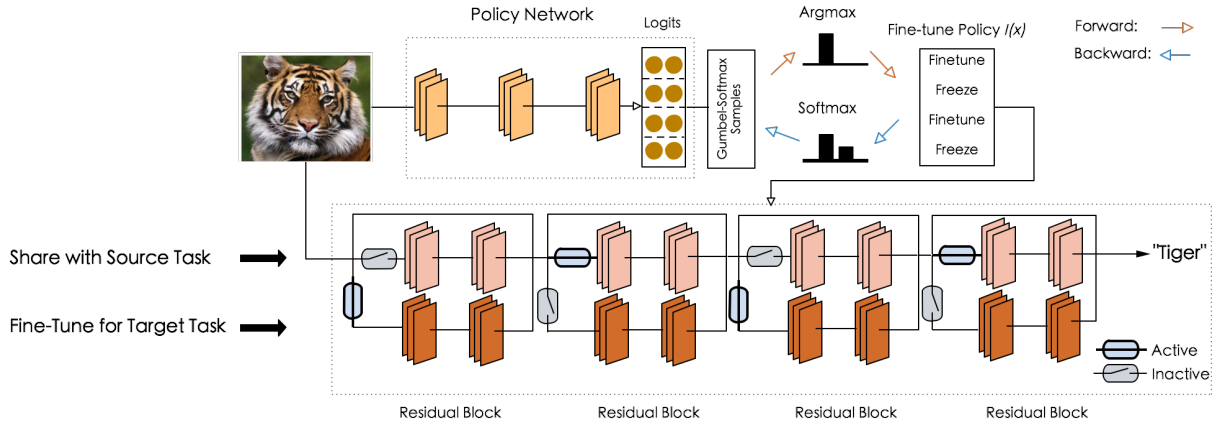 Policy Network
Logits
Argmax
Fine-tune Policy I(x)
Forward:
Backward:
Gumbel-Softmax
Samples
Softmax
Finetune
Freeze
Finetune
Freeze
Share with Source Task
"Tiger"
Fine-Tune for Target Task
Active
Inactive
Residual Block
Residual Block
Residual Block
Residual Block